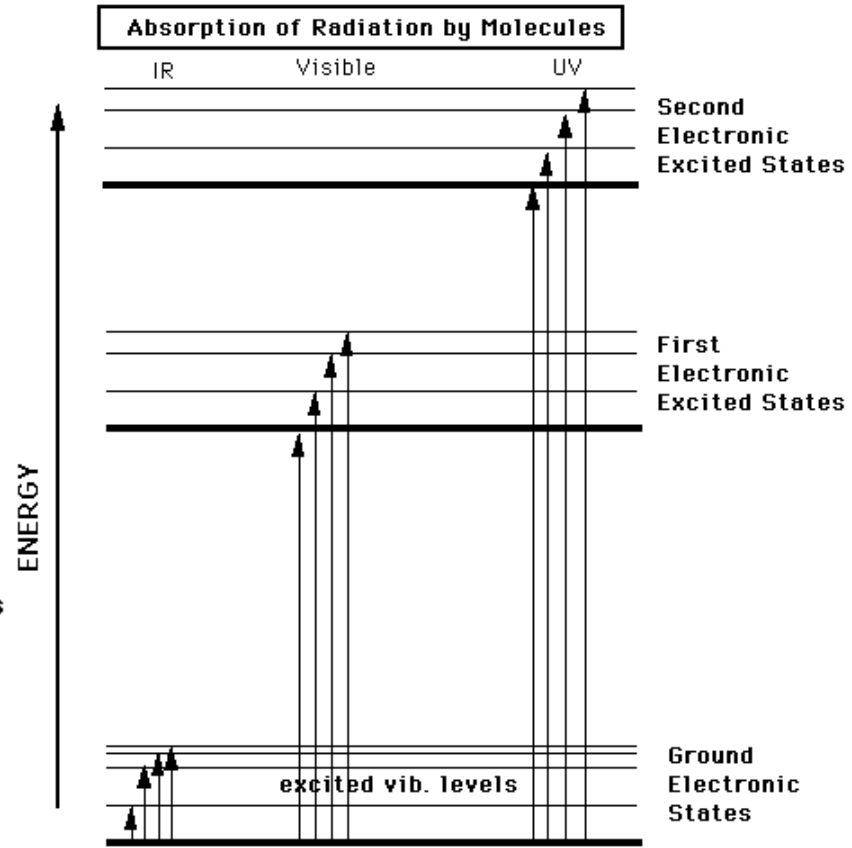 Absorption of Radiation by Molecules
IR Visible UV
Second
Electronic
Excited States
First
Electronic
Excited States
ENERGY
Ground
excited vib. levels Electronic
States